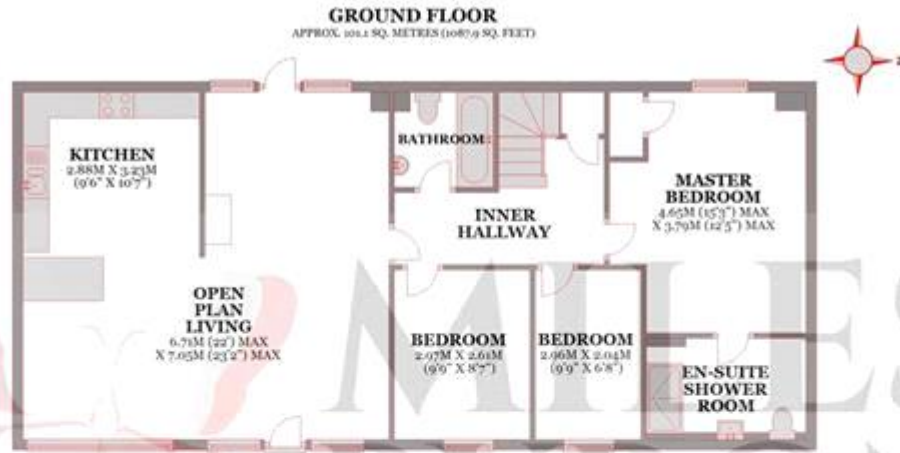 GROUND FLOOR
APPROX. 101.1 SQ. METRES (1087.9 SQ. FEET)
KITCHEN
2.88M X 3.23M
(9'6" X 10'7")
BATHROOM
INNER
HALLWAY
MASTER
BEDROOM
4.65M (15'3") MAX
X 3.79M (12'5") MAX
OPEN
PLAN
LIVING
6.71M (22') MAX
X 7.05M (23'2") MAX
BEDROOM
2.97M X 2.61M
(9'9" X 8'7")
BEDROOM
2.96M X 2.04M
(9'9" X 6'8")
EN-SUITE
SHOWER
ROOM
MILES